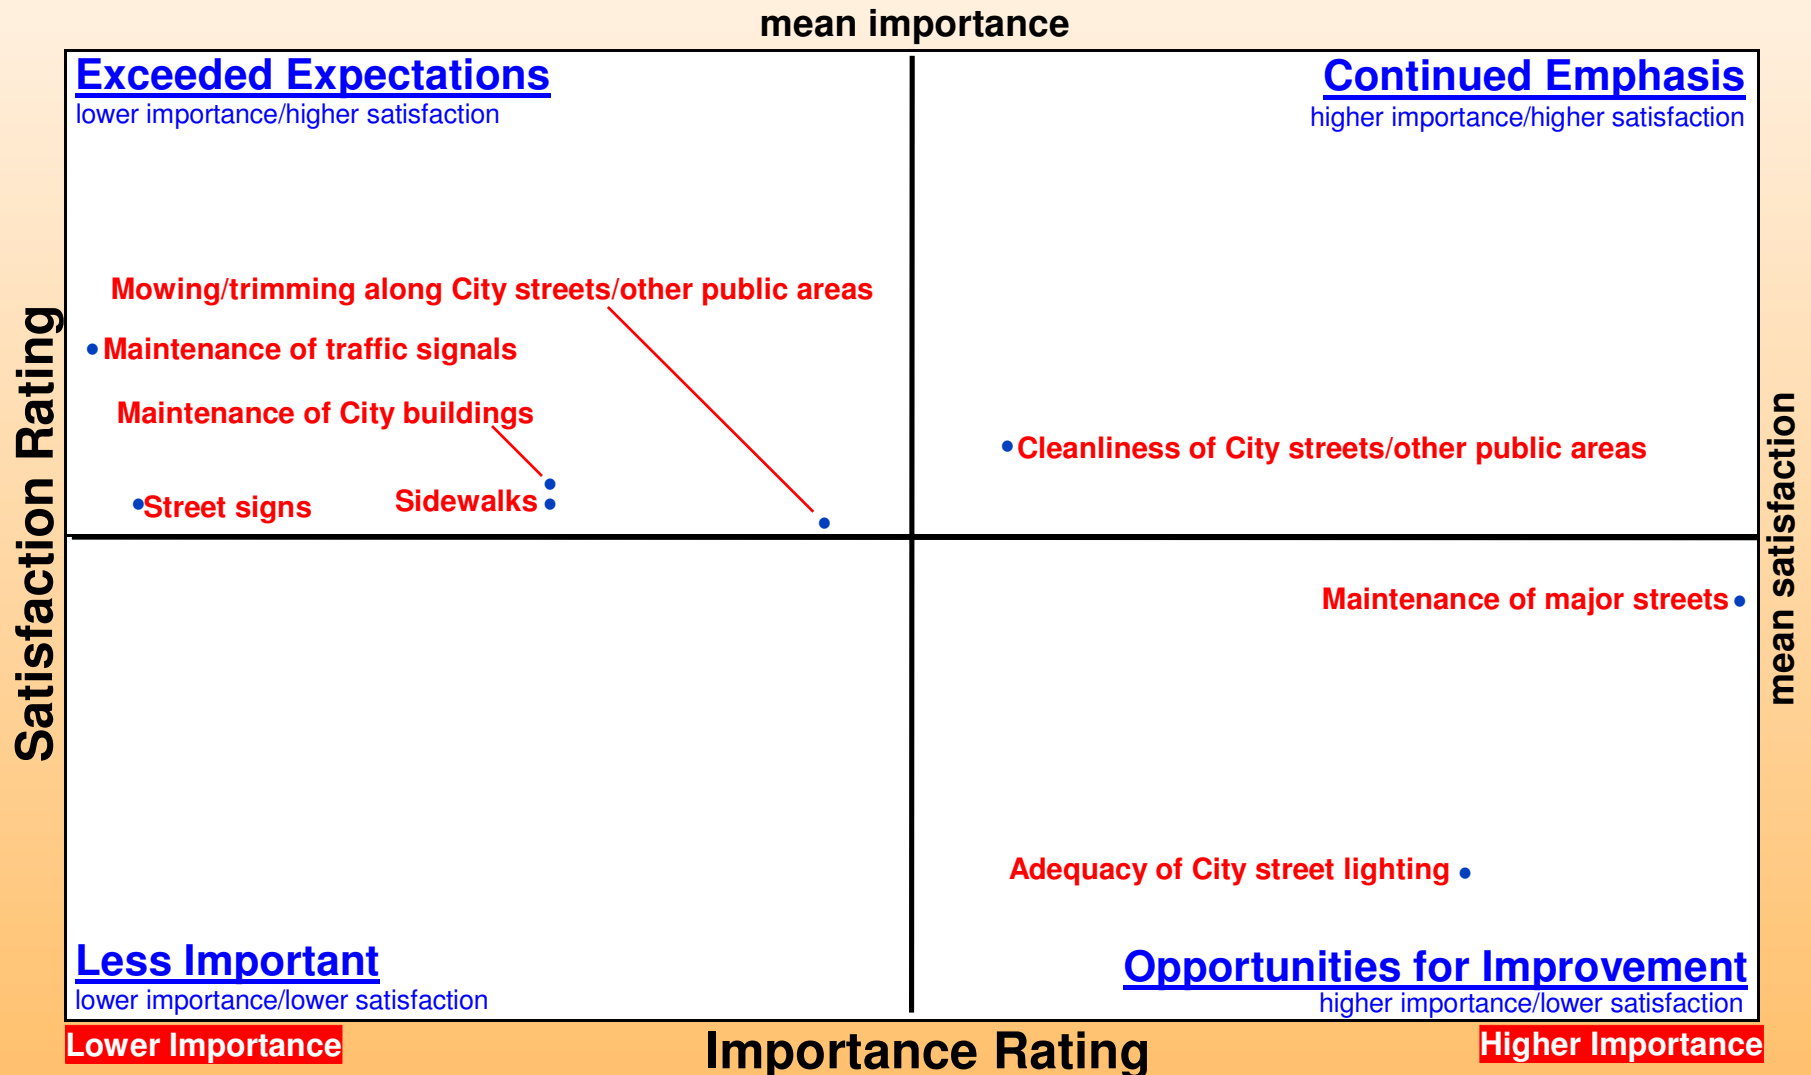 mean importance
Exceeded Expectations
lower importance/higher satisfaction
Continued Emphasis
higher importance/higher satisfaction
Mowing/trimming along City streets/other public areas
Maintenance of traffic signals
Maintenance of City buildings
Cleanliness of City streets/other public areas
Street signs
Sidewalks
Satisfaction Rating
mean satisfaction
Maintenance of major streets
Adequacy of City street lighting
Less Important
lower importance/lower satisfaction
Opportunities for Improvement
higher importance/lower satisfaction
Lower Importance
Importance Rating
Higher Importance